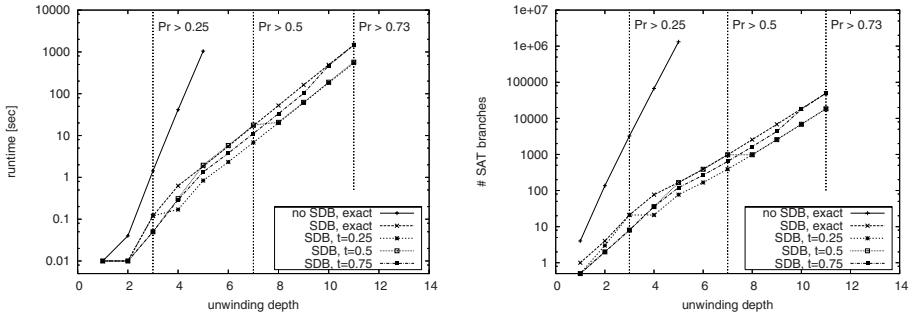 Pr > 0.25 Pr > 0.5 Pr > 0.73
10000
1000
100
10
1
0.1
0.01
runtime [sec]
no SDB, exact
SDB, exact
SDB, t=0.25
SDB, t=0.5
SDB, t=0.75
0 2 4 6 8 10 12 14
unwinding depth
Pr > 0.25 Pr > 0.5 Pr > 0.73
1e+07
1e+06
100000
10000
1000
100
10
1
# SAT branches
no SDB, exact
SDB, exact
SDB, t=0.25
SDB, t=0.5
SDB, t=0.75
0 2 4 6 8 10 12 14
unwinding depth